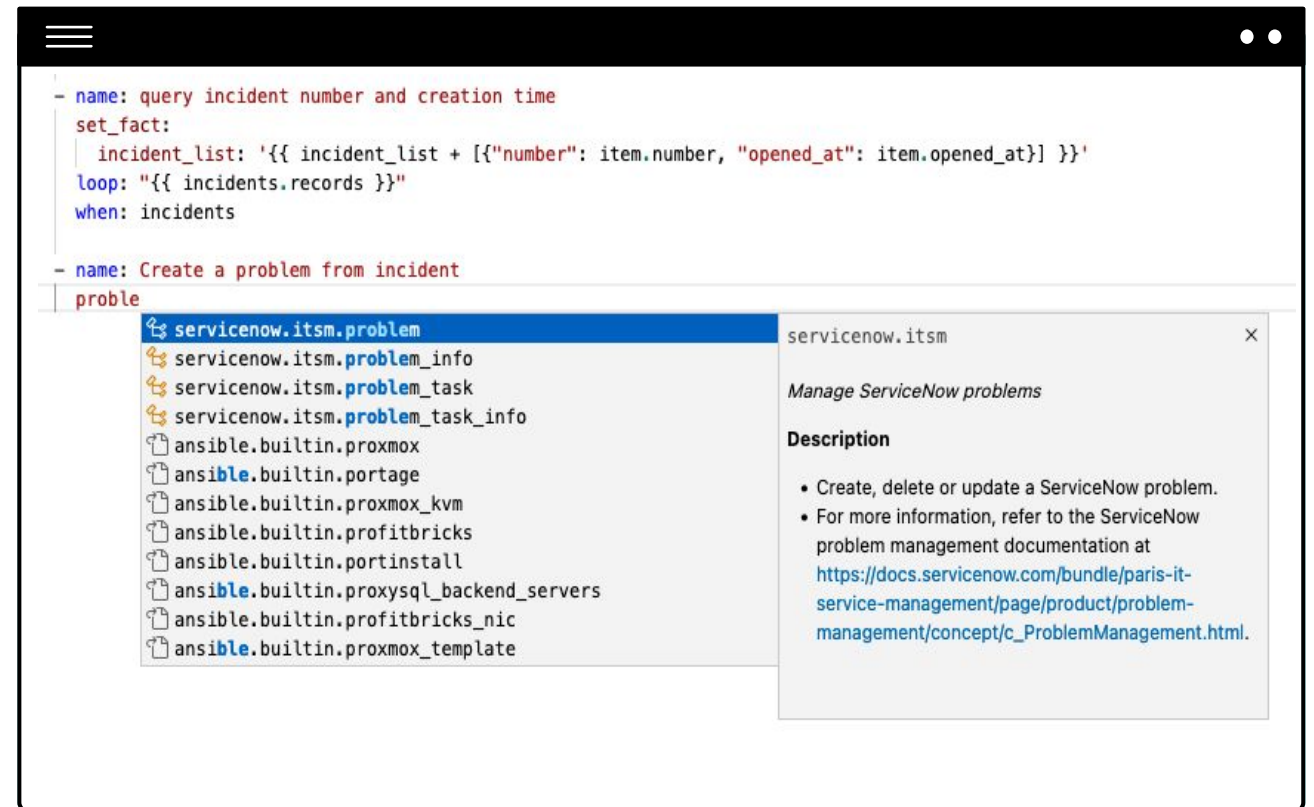 - name: query incident number and creation time
set_fact:
incident_list: '{{ incident_list + [{"number": item.number, "opened_at": item.opened_at}] }}'
loop: "{{ incidents.records }}"
when: incidents
- name: Create a problem from incident
proble
servicenow.itsm.problem
servicenow.itsm.problem_info
servicenow.itsm.problem_task
servicenow.itsm.problem_task_info
ansible.builtin.proxmox
ansible.builtin.portage
ansible.builtin.proxmox_kvm
ansible.builtin.profitbricks
ansible.builtin.portinstall
ansible.builtin.proxysql_backend_servers
ansible.builtin.profitbricks_nic
ansible.builtin.proxmox_template
servicenow.itsm
Manage ServiceNow problems
Description
• Create, delete or update a ServiceNow problem.
• For more information, refer to the ServiceNow
problem management documentation at
https://docs.servicenow.com/bundle/paris-it-
service-management/page/product/problem-
management/concept/c_ProblemManagement.html.